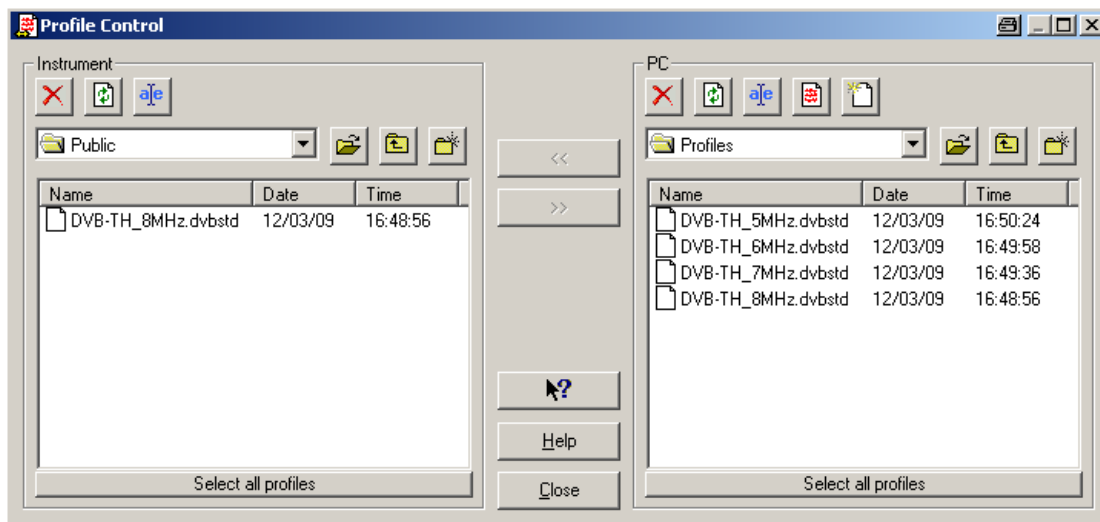 Profile Control
Instrument
a|e
Public
Name Date Time
DVB-TH_8MHz.dvbstd 12/03/09 16:48:56
Select all profiles
<<
>>
?
Help
Close
PC
a|e
Profiles
Name Date Time
DVB-TH_5MHz.dvbstd 12/03/09 16:50:24
DVB-TH_6MHz.dvbstd 12/03/09 16:49:58
DVB-TH_7MHz.dvbstd 12/03/09 16:49:36
DVB-TH_8MHz.dvbstd 12/03/09 16:48:56
Select all profiles